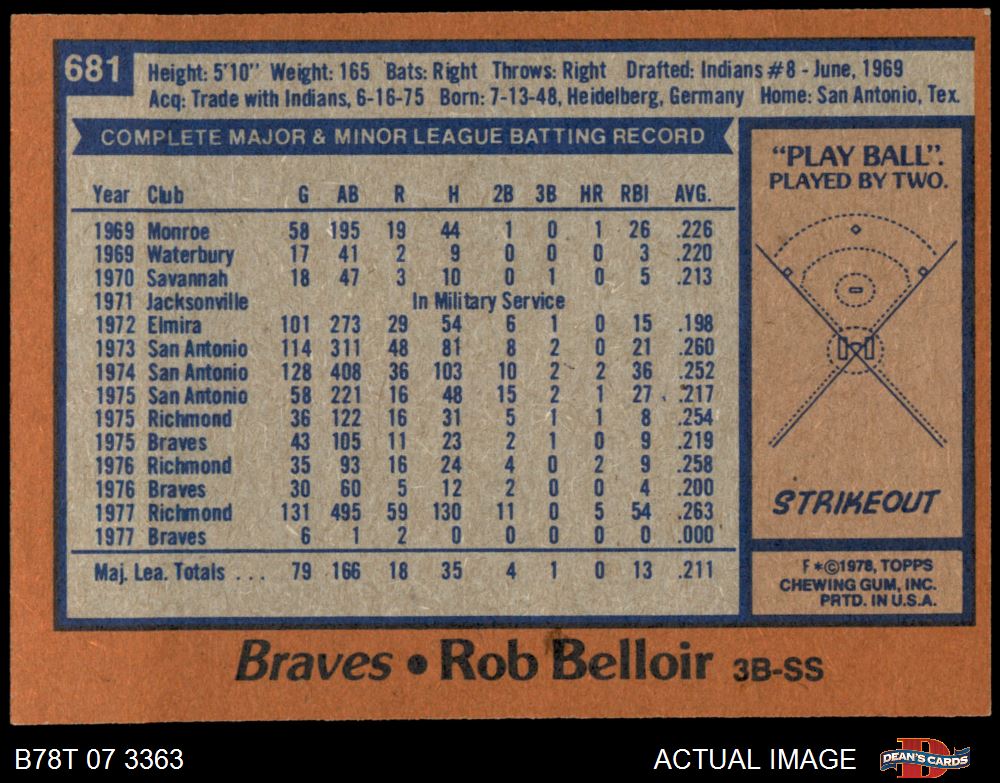 681
Height: 5'10" Weight: 165 Bats: Right Throws: Right Drafted: Indians #8 - June, 1969
Acq: Trade with Indians, 6-16-75 Born: 7-13-48, Heidelberg, Germany Home: San Antonio, Tex.
COMPLETE MAJOR & MINOR LEAGUE BATTING RECORD
Year Club G AB R H 2B 3B HR RBI AVG.
1969 Monroe 58 195 19 44 1 0 1 26 .226
1969 Waterbury 17 41 2 9 0 0 0 3 .220
1970 Savannah 18 47 3 10 0 1 0 5 .213
1971 Jacksonville In Military Service
1972 Elmira 101 273 29 54 6 1 0 15 .198
1973 San Antonio 114 311 48 81 8 2 0 21 .260
1974 San Antonio 128 408 36 103 10 2 2 36 .252
1975 San Antonio 58 221 16 48 15 2 1 27 .217
1975 Richmond 36 122 16 31 5 1 1 8 .254
1975 Braves 43 105 11 23 2 1 0 9 .219
1976 Richmond 35 93 16 24 4 0 2 9 .258
1976 Braves 30 60 5 12 2 0 0 4 .200
1977 Richmond 131 495 59 130 11 0 5 54 .263
1977 Braves 6 1 2 0 0 0 0 0 .000
Maj. Lea. Totals ... 79 166 18 35 4 1 0 13 .211
"PLAY BALL".
PLAYED BY TWO.
STRIKEOUT
F*©1978, TOPPS
CHEWING GUM, INC.
PRTD. IN U.S.A.
Braves • Rob Belloir 3B-SS
B78T 07 3363
ACTUAL IMAGE
D
DEAN'S CARDS